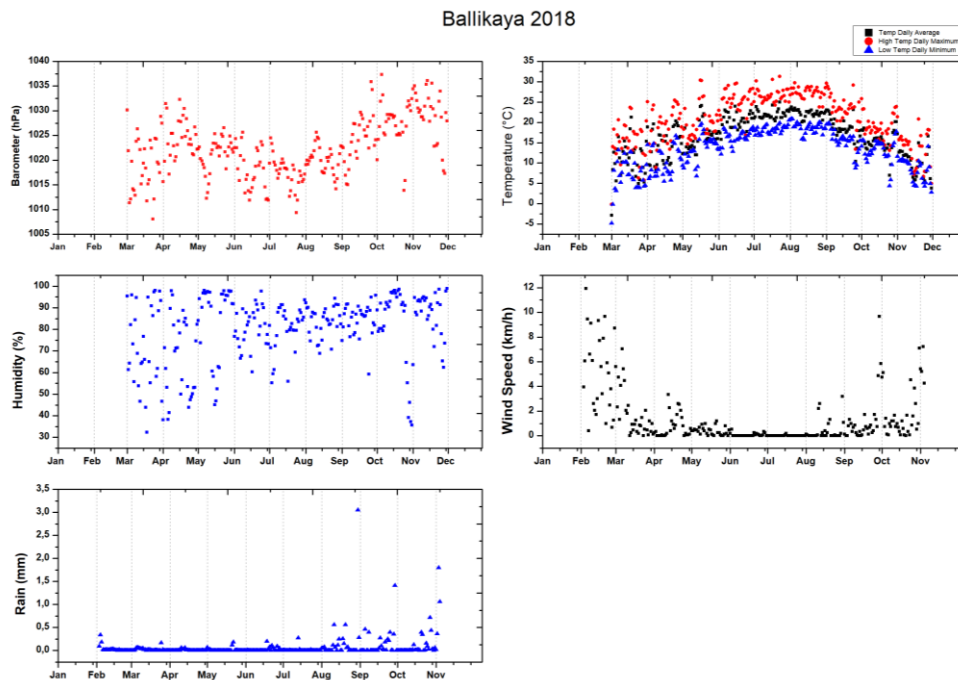 Ballikaya 2018
Temp Daily Average
High Temp Daily Maximum
Low Temp Daily Minimum
Barometer (hPa)
1040
1035
1030
1025
1020
1015
1010
1005
Jan Feb Mar Apr May Jun Jul Aug Sep Oct Nov Dec
Temperature (°C)
35
30
25
20
15
10
5
0
-5
Jan Feb Mar Apr May Jun Jul Aug Sep Oct Nov Dec
Humidity (%)
100
90
80
70
60
50
40
30
Jan Feb Mar Apr May Jun Jul Aug Sep Oct Nov Dec
Wind Speed (km/h)
12
10
8
6
4
2
0
Jan Feb Mar Apr May Jun Jul Aug Sep Oct Nov
Rain (mm)
3,5
3,0
2,5
2,0
1,5
1,0
0,5
0,0
Jan Feb Mar Apr May Jun Jul Aug Sep Oct Nov